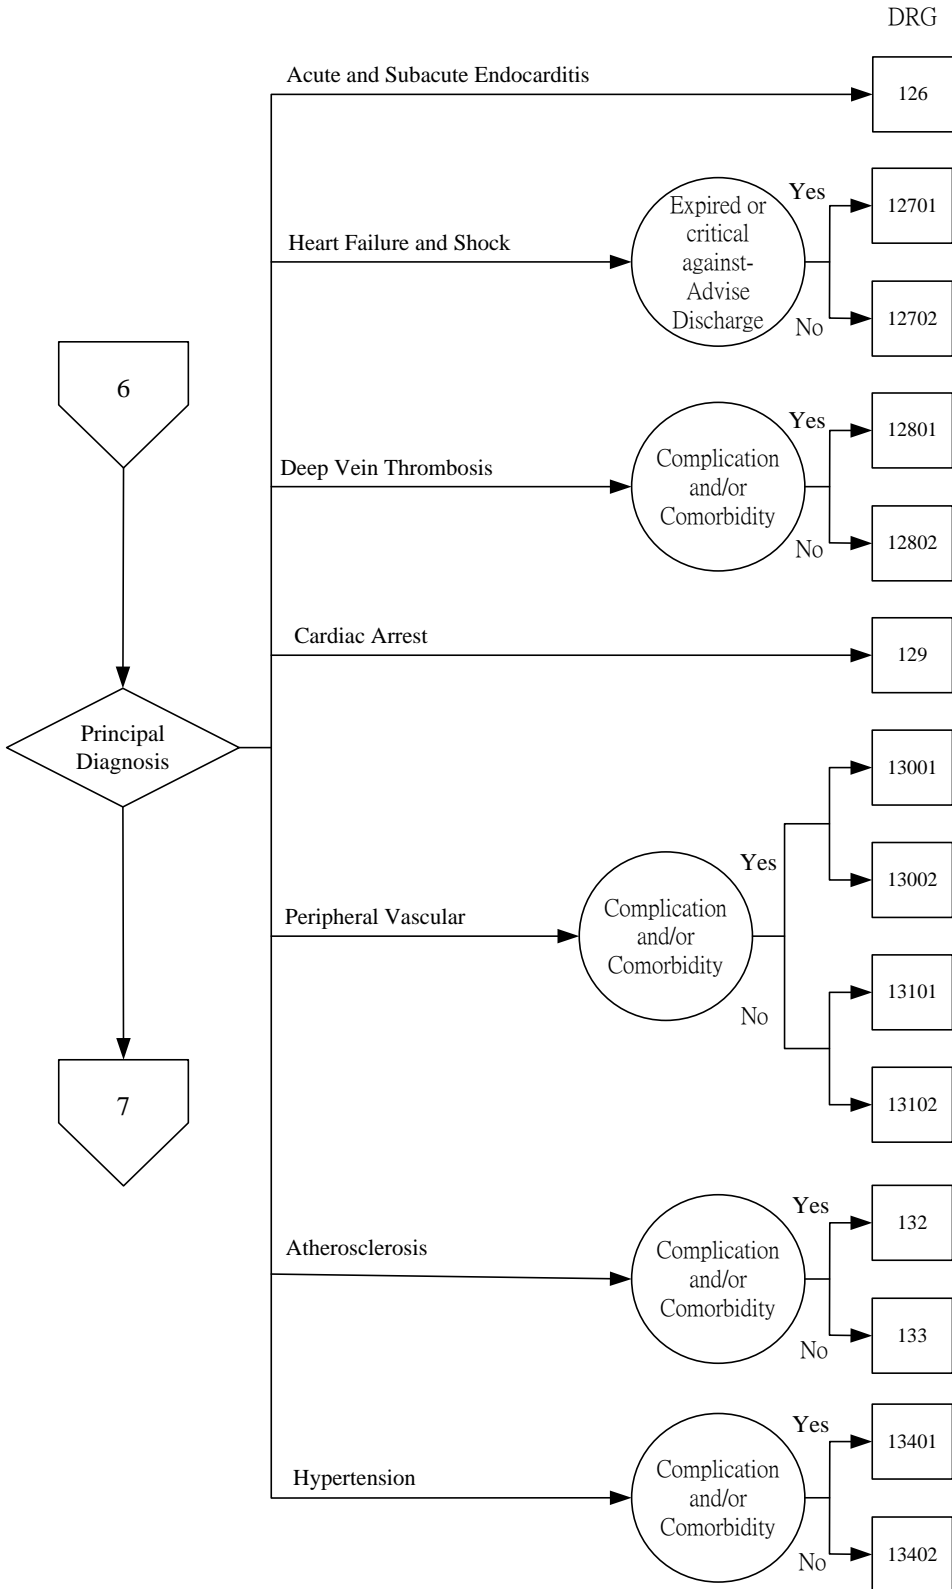 DRG
Acute and Subacute Endocarditis
126
Heart Failure and Shock
Expired or
critical
against-
Advise
Discharge
Yes
12701
No
12702
6
Deep Vein Thrombosis
Complication
and/or
Comorbidity
Yes
12801
No
12802
Cardiac Arrest
129
Principal
Diagnosis
Peripheral Vascular
Complication
and/or
Comorbidity
Yes
13001
13002
No
13101
13102
7
Atherosclerosis
Complication
and/or
Comorbidity
Yes
132
No
133
Hypertension
Complication
and/or
Comorbidity
Yes
13401
No
13402